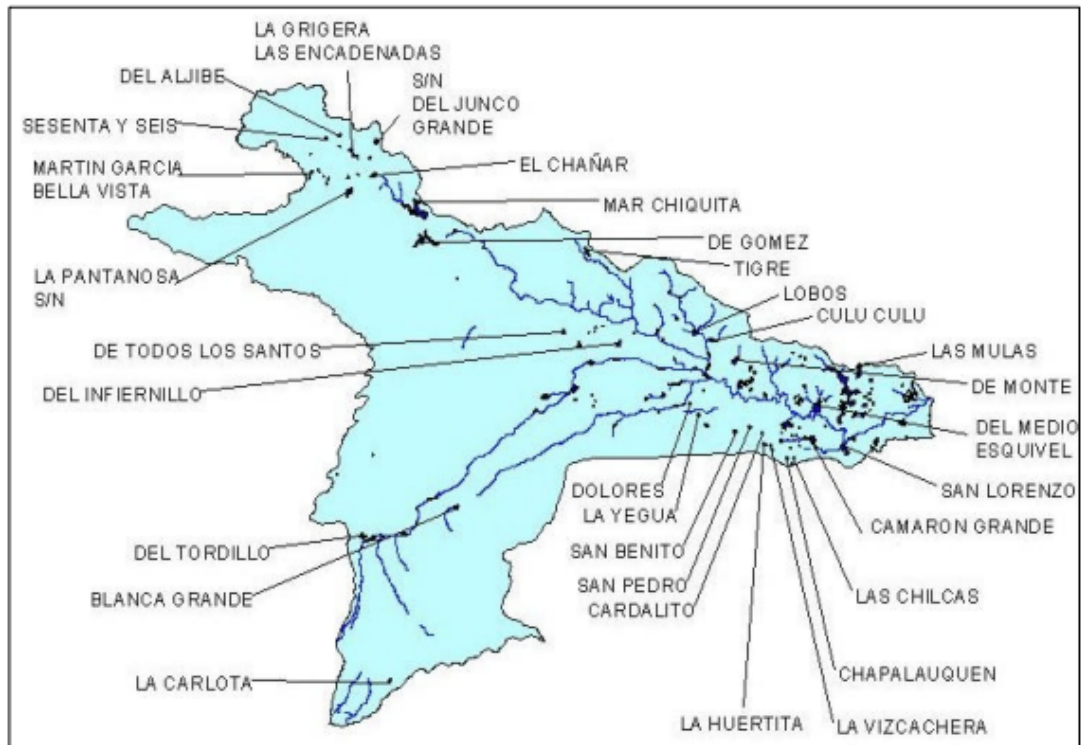 LA GRIGERA
LAS ENCADENADAS
DEL ALJIBE
S/N
DEL JUNCO
GRANDE
SESENTA Y SEIS
MARTIN GARCIA
BELLA VISTA
EL CHAÑAR
MAR CHIQUITA
DE GOMEZ
TIGRE
LA PANTANOSA
S/N
LOBOS
CULU CULU
DE TODOS LOS SANTOS
LAS MULAS
DEL INFIERNILLO
DE MONTE
DEL MEDIO
ESQUIVEL
DOLORES
LA YEGUA
SAN LORENZO
CAMARON GRANDE
DEL TORDILLO
SAN BENITO
BLANCA GRANDE
SAN PEDRO
CARDALITO
LAS CHILCAS
LA CARLOTA
CHAPALAUQUEN
LA HUERTITA
LA VIZCACHERA